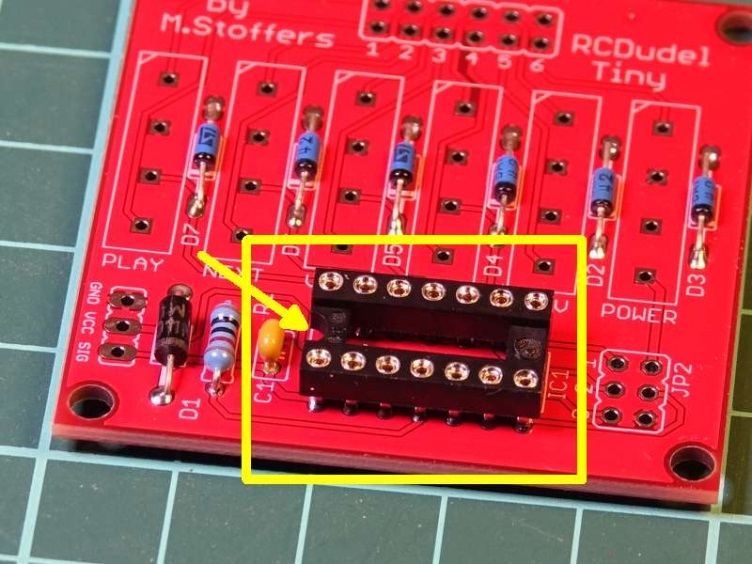 by
M.Stoffers
1 2 3 4 5 6
RCDudel
Tiny
D7
D5
D4
D2
D3
PLAY
NEXT
POWER
GND VCC SIG
D1
C1
IC1
JP2